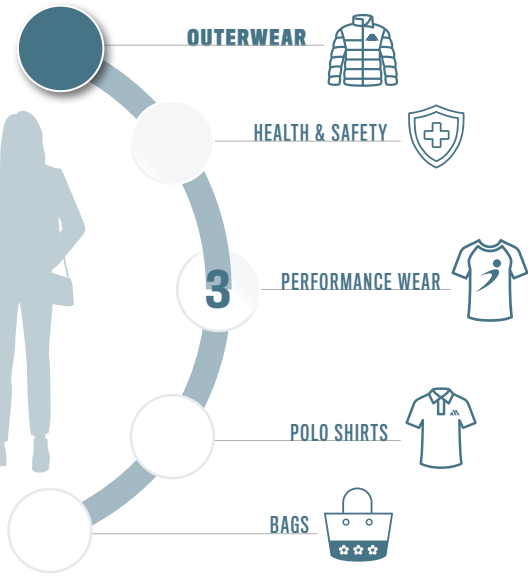 OUTERWEAR
HEALTH & SAFETY
3
PERFORMANCE WEAR
POLO SHIRTS
BAGS